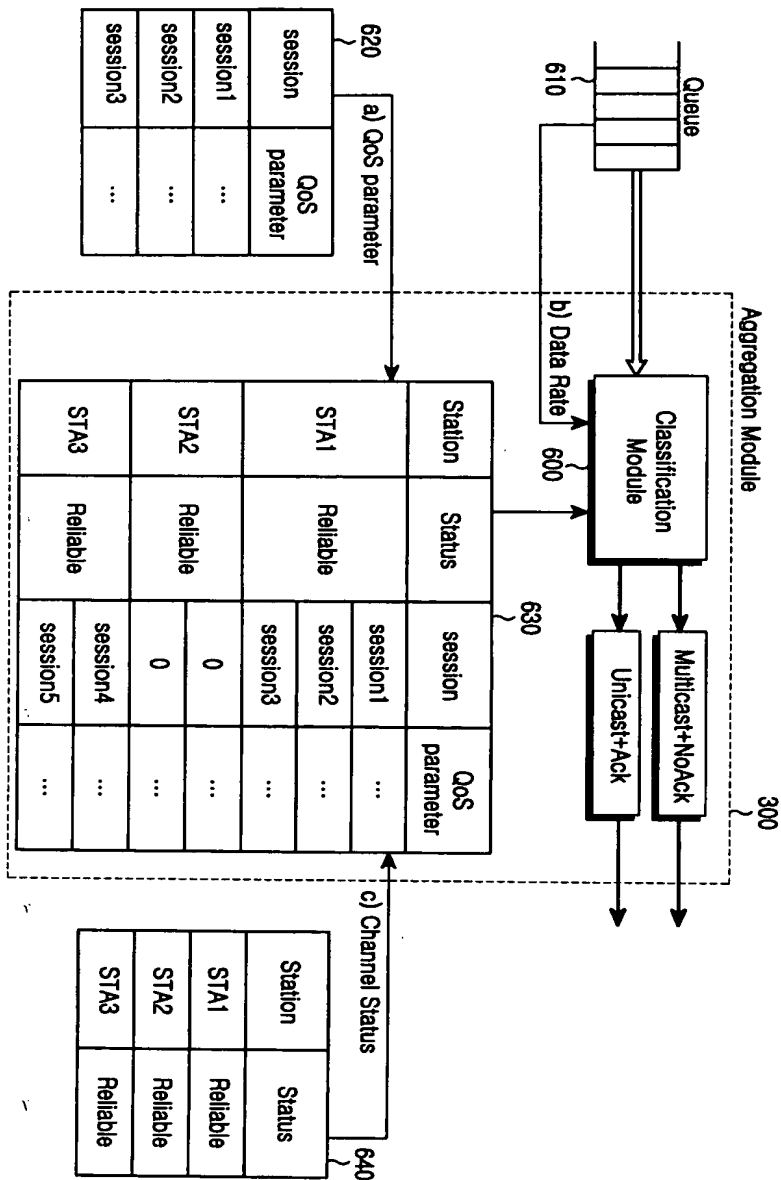 Aggregation Module
300
Queue
610
Classification
Module
600
Multicast+NoAck
Unicast+Ack
b) Data Rate
a) QoS parameter
c) Channel Status
620
session QoS
parameter
session1 ...
session2 ...
session3 ...
630
Station Status session QoS
parameter
STA1 Reliable session1 ...
session2 ...
session3 ...
STA2 Reliable 0 ...
0 ...
STA3 Reliable session4 ...
session5 ...
640
Station Status
STA1 Reliable
STA2 Reliable
STA3 Reliable